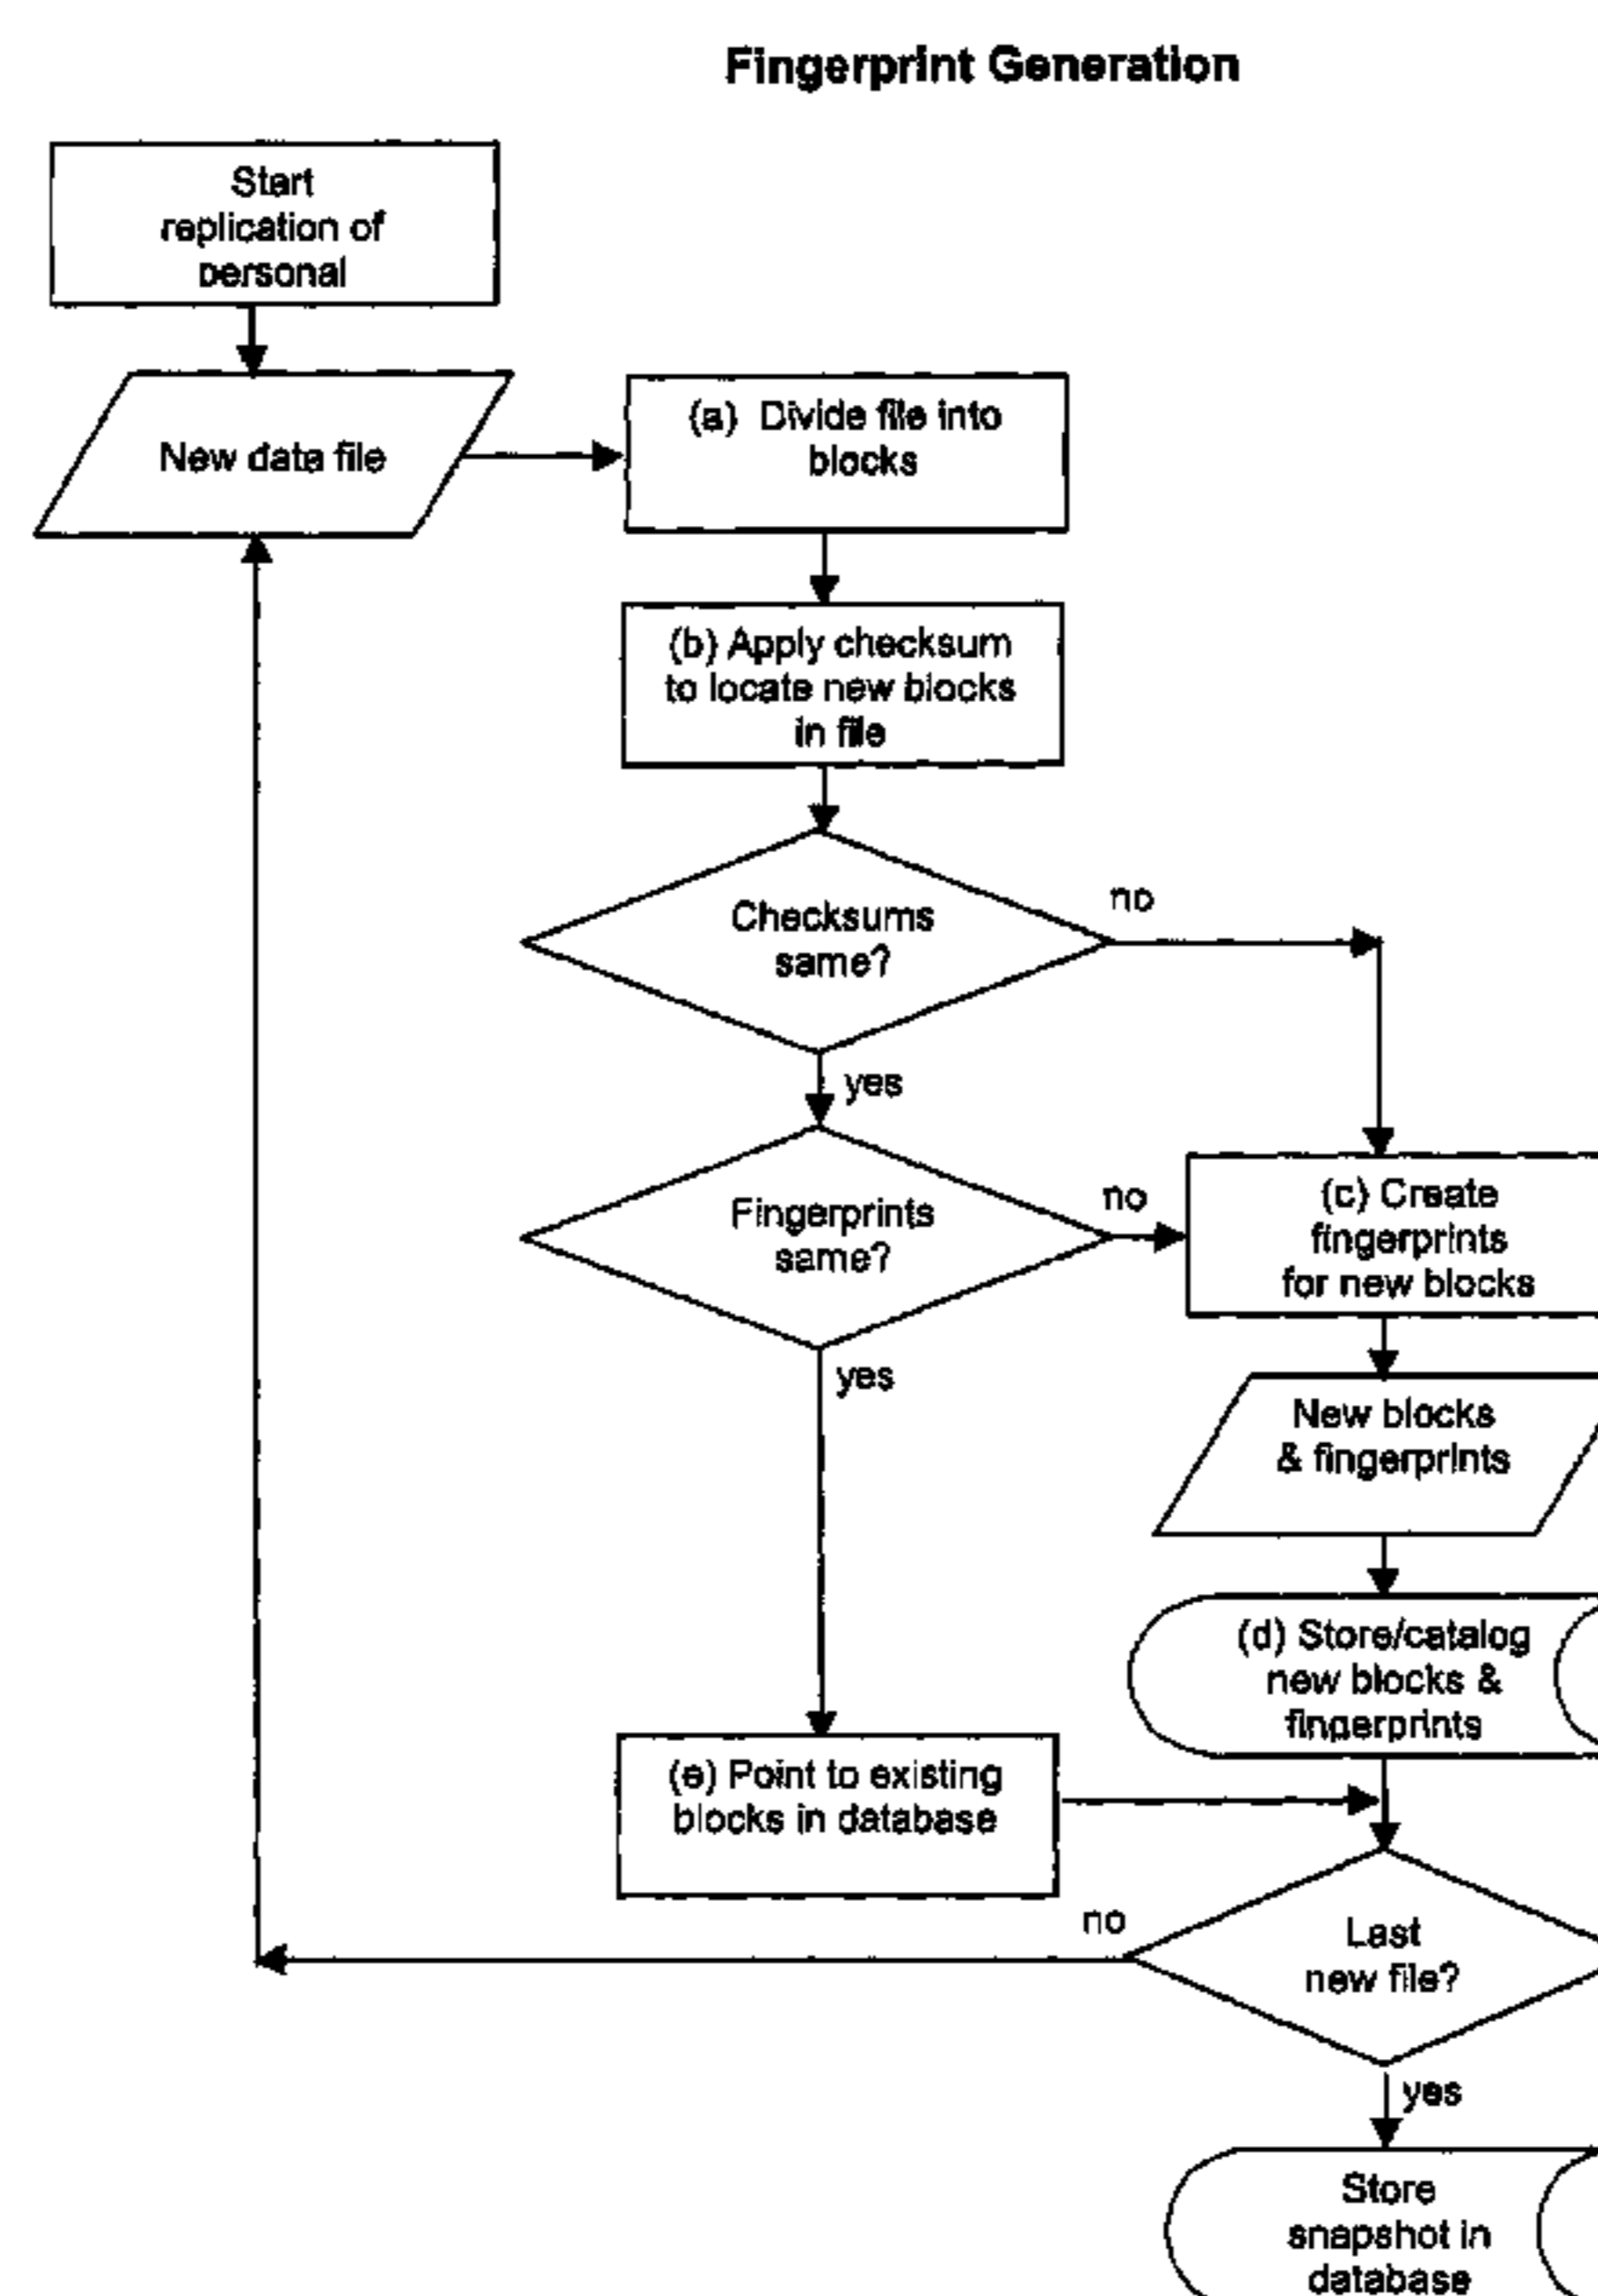 Fingerprint Generation
Start
replication of
personal
New data file
(a) Divide file into
blocks
(b) Apply checksum
to locate new blocks
in file
Checksums
same?
no
yes
Fingerprints
same?
no
(c) Create
fingerprints
for new blocks
yes
New blocks
& fingerprints
(d) Store/catalog
new blocks &
fingerprints
(e) Point to existing
blocks in database
no
Last
new file?
yes
Store
snapshot in
database